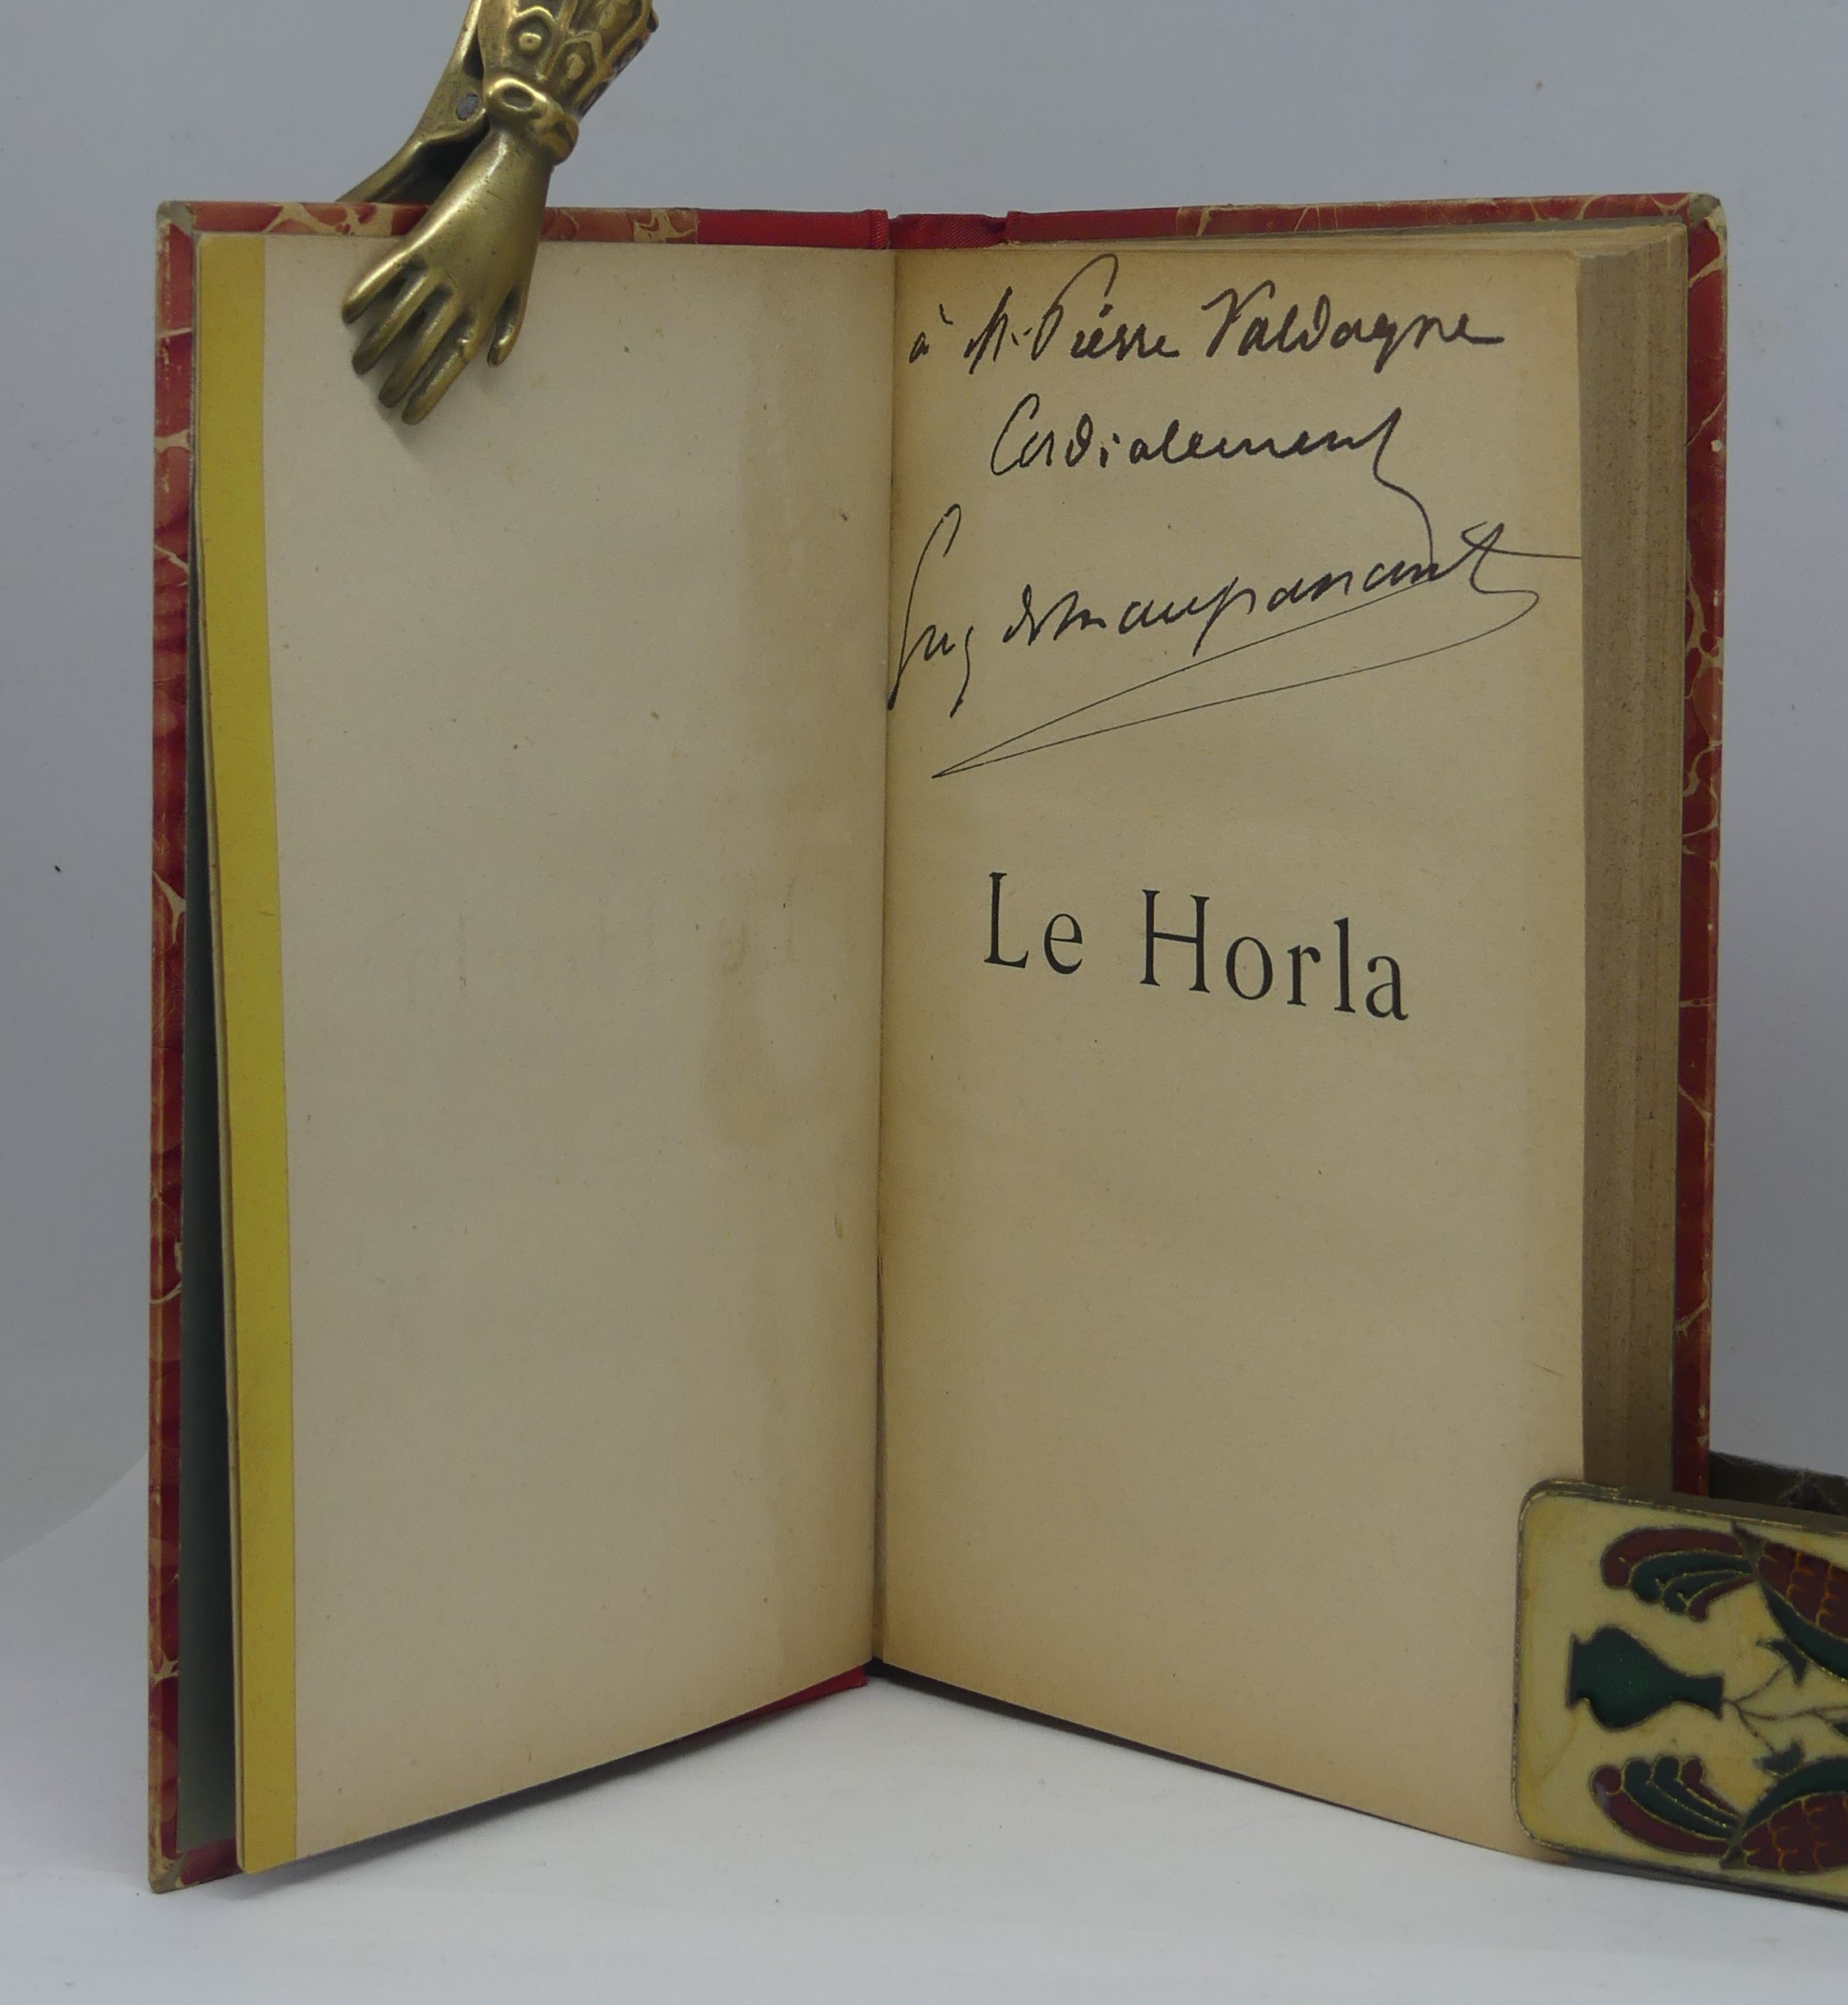 à M. Pierre Valdagne
Cordialement
Guy de Maupassant
Le Horla